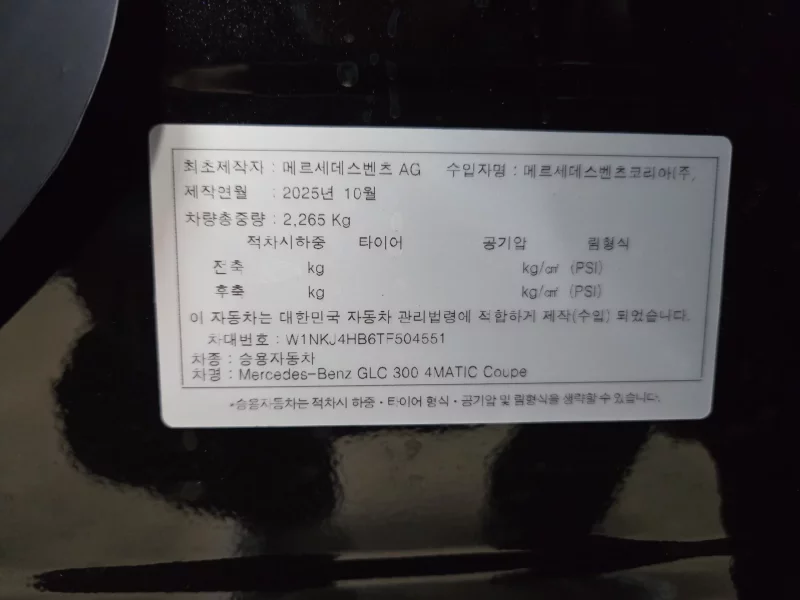 최초제작자 : 메르세데스벤츠 AG 수입자명 : 메르세데스벤츠코리아(주,
제작연월 : 2025년 10월
차량총중량 : 2,265 Kg
적차시하중 타이어 공기압 림형식
전축 kg kg/㎠ (PSI)
후축 kg kg/㎠ (PSI)
이 자동차는 대한민국 자동차 관리법령에 적합하게 제작(수입) 되었습니다.
차대번호 : W1NKJ4HB6TF504551
차종 : 승용자동차
차명 : Mercedes-Benz GLC 300 4MATIC Coupe
*승용자동차는 적차시 하중·타이어 형식·공기압 및 림형식을 생략할 수 있습니다.